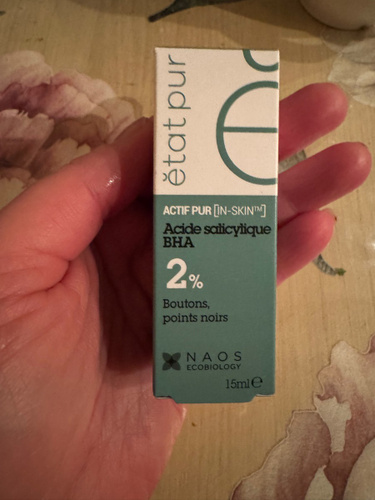 état pur
ACTIF PUR [IN-SKIN™]
Acide salicylique
BHA
2%
Boutons,
points noirs
NAOS
ECOBIOLOGY
15ml℮